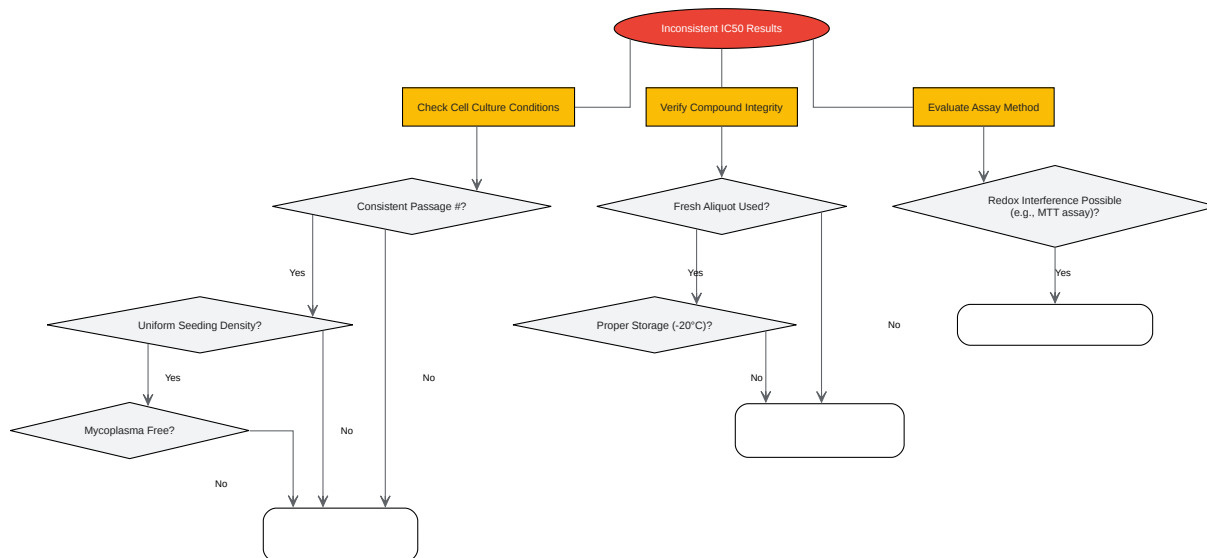 Inconsistent IC50 Results
Check Cell Culture Conditions
Verify Compound Integrity
Evaluate Assay Method
Consistent Passage #?
Fresh Aliquot Used?
Redox Interference Possible
(e.g., MTT assay)?
Yes
Yes
Yes
Uniform Seeding Density?
Proper Storage (-20°C)?
No
Yes
No
No
Mycoplasma Free?
No
No